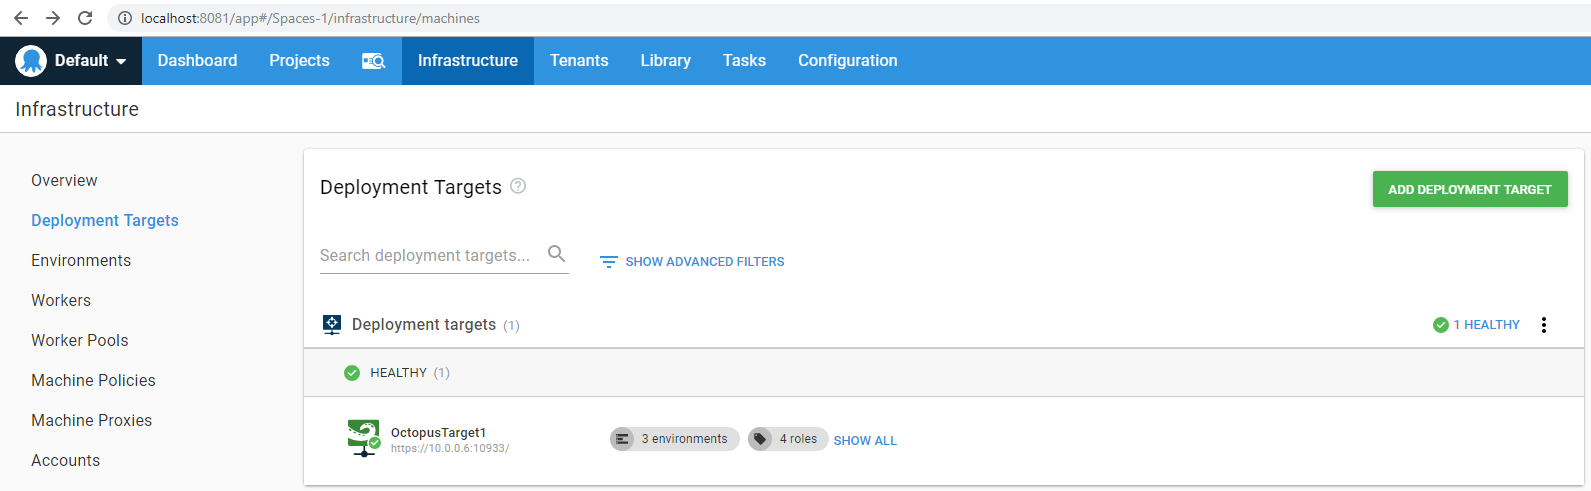 localhost:8081/app#/Spaces-1/infrastructure/machines
Default Dashboard Projects Infrastructure Tenants Library Tasks Configuration
Infrastructure
Overview
Deployment Targets
Environments
Workers
Worker Pools
Machine Policies
Machine Proxies
Accounts
Deployment Targets ?
ADD DEPLOYMENT TARGET
Search deployment targets...
SHOW ADVANCED FILTERS
Deployment targets (1)
1 HEALTHY
HEALTHY (1)
OctopusTarget1
https://10.0.0.6:10933/
3 environments 4 roles SHOW ALL